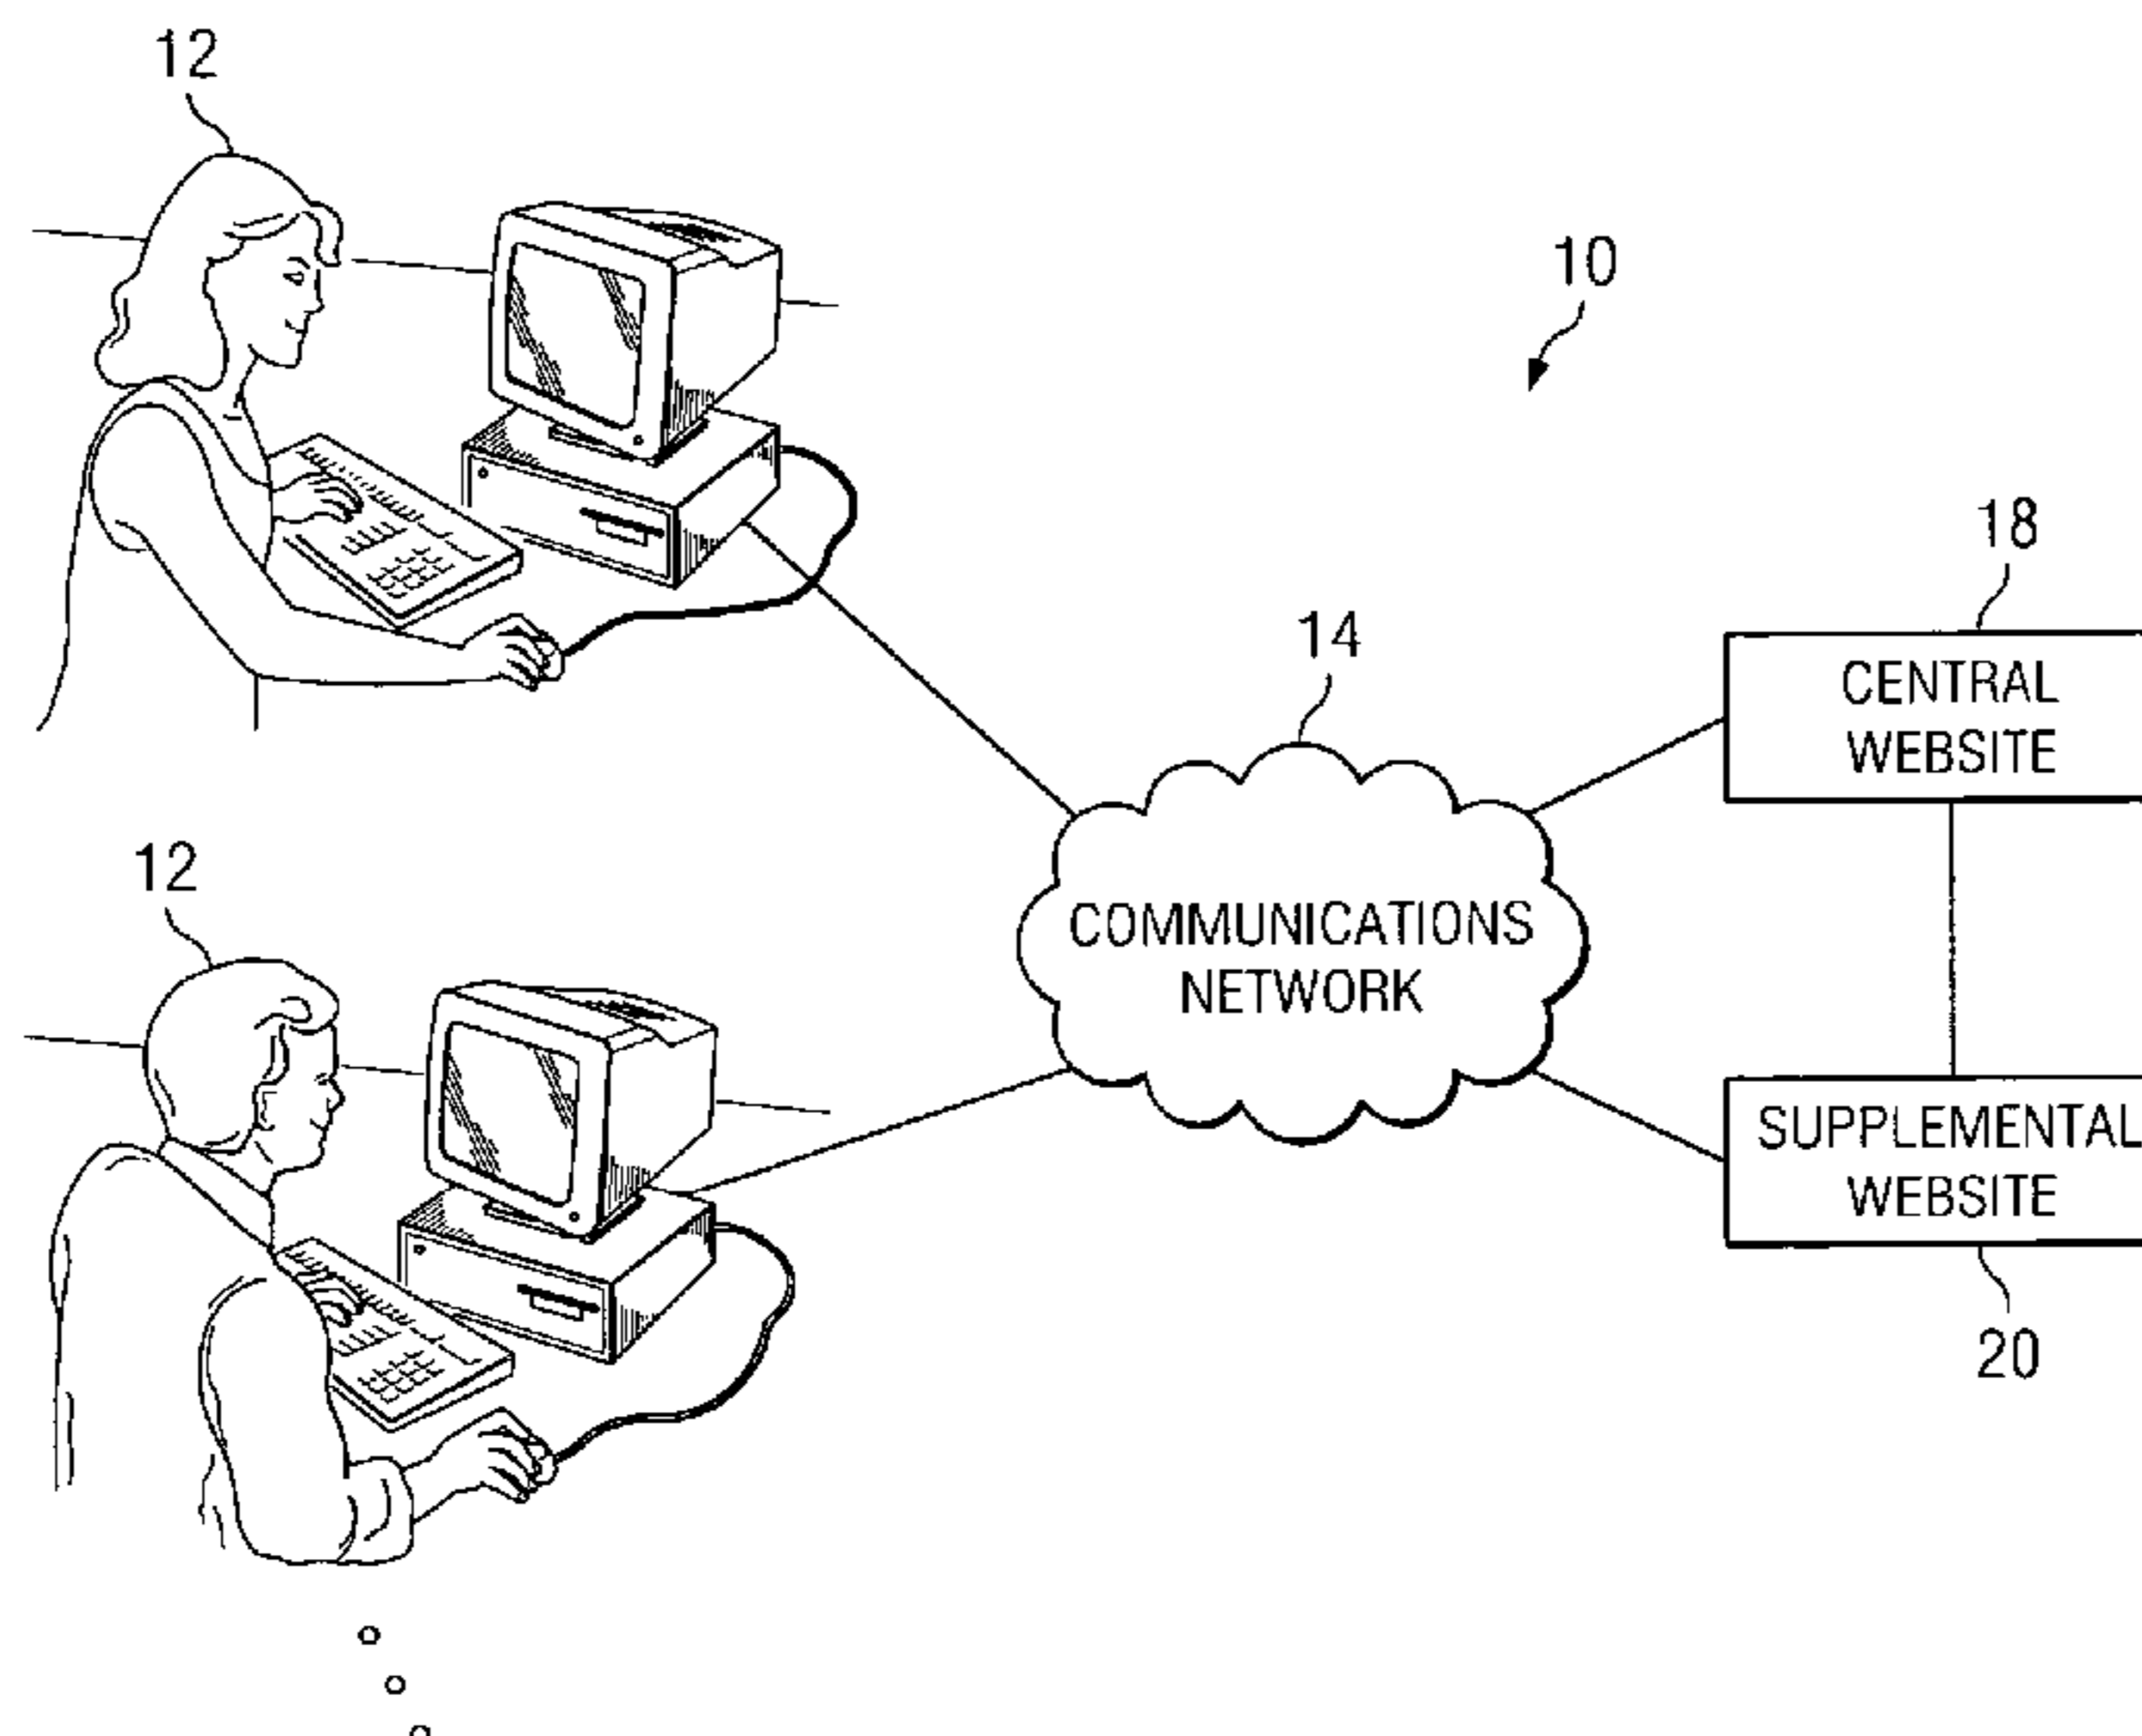 12
10
18
14
CENTRAL
WEBSITE
12
COMMUNICATIONS
NETWORK
SUPPLEMENTAL
WEBSITE
20